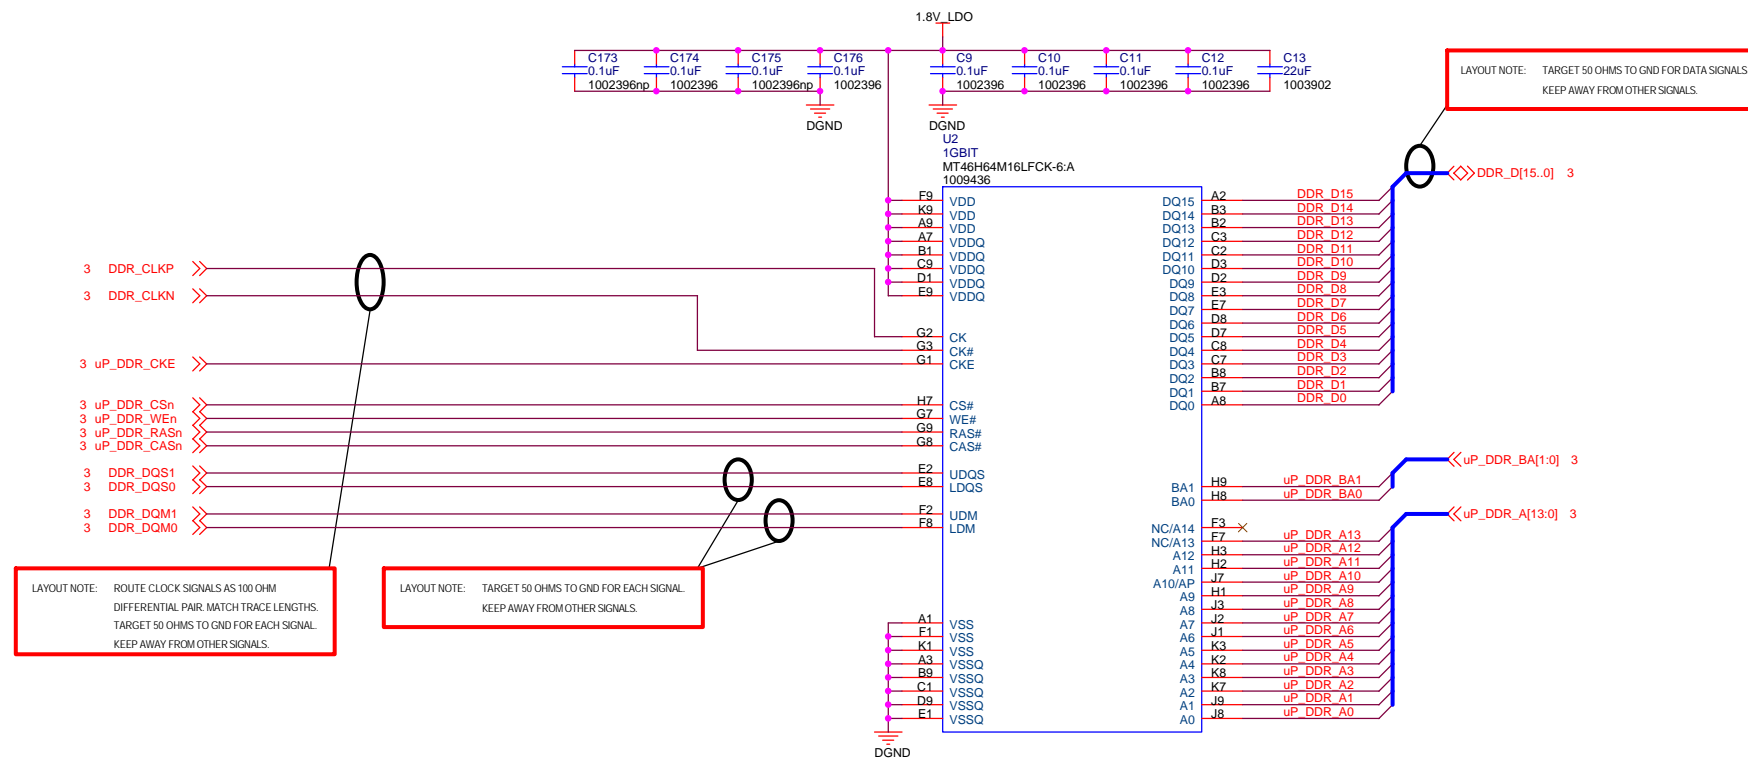 1.8V_LDO
C173
0.1uF
1002396np
C174
0.1uF
1002396
C175
0.1uF
1002396np
C176
0.1uF
1002396
C9
0.1uF
1002396
C10
0.1uF
1002396
C11
0.1uF
1002396
C12
0.1uF
1002396
C13
22uF
1003902
DGND
DGND
LAYOUT NOTE: TARGET 50 OHMS TO GND FOR DATA SIGNALS
KEEP AWAY FROM OTHER SIGNALS.
U2
1GBIT
MT46H64M16LFCK-6:A
1009436
DDR_D[15..0] 3
F9 VDD
K9 VDD
A9 VDD
A7 VDDQ
B1 VDDQ
C9 VDDQ
D1 VDDQ
E9 VDDQ
DQ15 A2 DDR_D15
DQ14 B3 DDR_D14
DQ13 B2 DDR_D13
DQ12 C3 DDR_D12
DQ11 C2 DDR_D11
DQ10 D3 DDR_D10
DQ9 D2 DDR_D9
DQ8 E3 DDR_D8
DQ7 E7 DDR_D7
DQ6 D8 DDR_D6
DQ5 D7 DDR_D5
DQ4 C8 DDR_D4
DQ3 C7 DDR_D3
DQ2 B8 DDR_D2
DQ1 B7 DDR_D1
DQ0 A8 DDR_D0
3 DDR_CLKP
3 DDR_CLKN
G2 CK
G3 CK#
3 uP_DDR_CKE G1 CKE
3 uP_DDR_CSn H7 CS#
3 uP_DDR_WEn G7 WE#
3 uP_DDR_RASn G9 RAS#
3 uP_DDR_CASn G8 CAS#
3 DDR_DQS1 E2 UDQS
3 DDR_DQS0 E8 LDQS
3 DDR_DQM1 F2 UDM
3 DDR_DQM0 F8 LDM
uP_DDR_BA[1:0] 3
BA1 H9 uP_DDR_BA1
BA0 H8 uP_DDR_BA0
uP_DDR_A[13:0] 3
NC/A14 F3
NC/A13 F7 uP_DDR_A13
A12 H3 uP_DDR_A12
A11 H2 uP_DDR_A11
A10/AP J7 uP_DDR_A10
A9 H1 uP_DDR_A9
A8 J3 uP_DDR_A8
A7 J2 uP_DDR_A7
A6 J1 uP_DDR_A6
A5 K3 uP_DDR_A5
A4 K2 uP_DDR_A4
A3 K8 uP_DDR_A3
A2 K7 uP_DDR_A2
A1 J9 uP_DDR_A1
A0 J8 uP_DDR_A0
LAYOUT NOTE: ROUTE CLOCK SIGNALS AS 100 OHM
DIFFERENTIAL PAIR. MATCH TRACE LENGTHS.
TARGET 50 OHMS TO GND FOR EACH SIGNAL.
KEEP AWAY FROM OTHER SIGNALS.
LAYOUT NOTE: TARGET 50 OHMS TO GND FOR EACH SIGNAL.
KEEP AWAY FROM OTHER SIGNALS.
A1 VSS
F1 VSS
K1 VSS
A3 VSSQ
B9 VSSQ
C1 VSSQ
D9 VSSQ
E1 VSSQ
DGND